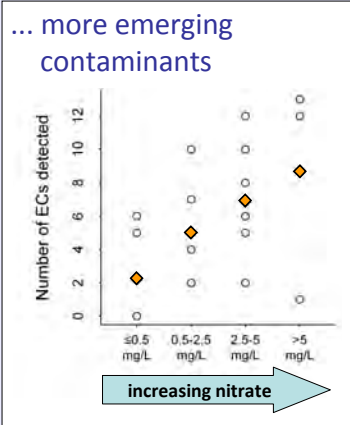 ... more emerging
contaminants
Number of ECs detected
12
10
8
6
4
2
0
≤0.5 0.5-2.5 2.5-5 >5
mg/L mg/L mg/L mg/L
increasing nitrate